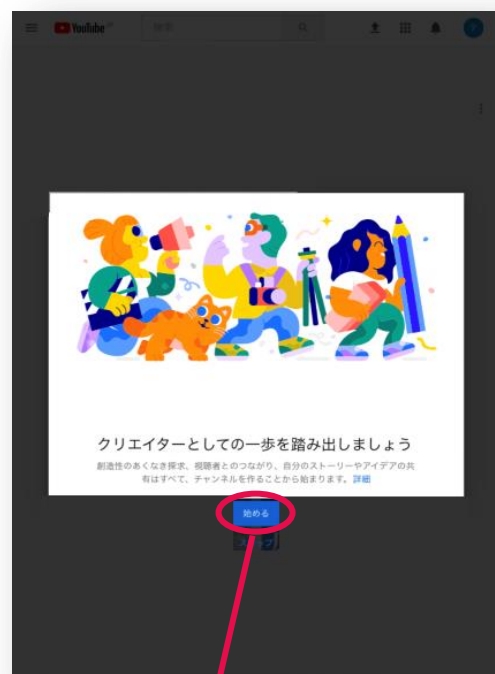 YouTube JP
検索
クリエイターとしての一歩を踏み出しましょう
創造性のあくなき探求、視聴者とのつながり、自分のストーリーやアイデアの共
有はすべて、チャンネルを作ることから始まります。詳細
始める